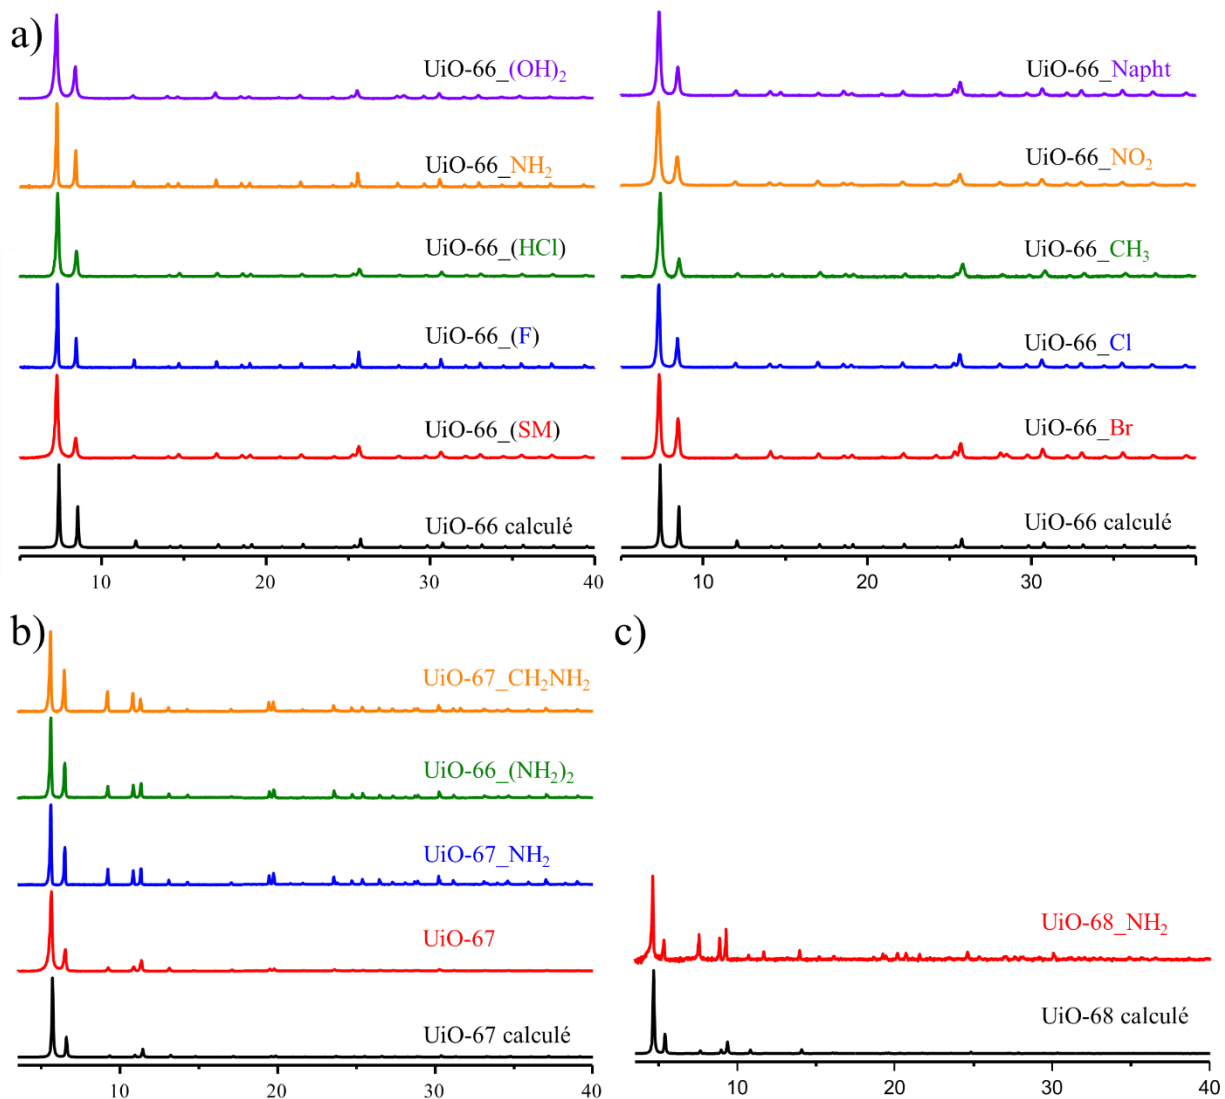 a)
UiO-66_(OH)₂
UiO-66_NH₂
UiO-66_(HCl)
UiO-66_(F)
UiO-66_(SM)
UiO-66 calculé
10 20 30 40
UiO-66_Napht
UiO-66_NO₂
UiO-66_CH₃
UiO-66_Cl
UiO-66_Br
UiO-66 calculé
10 20 30
b)
UiO-67_CH₂NH₂
UiO-66_(NH₂)₂
UiO-67_NH₂
UiO-67
UiO-67 calculé
10 20 30 40
c)
UiO-68_NH₂
UiO-68 calculé
10 20 30 40